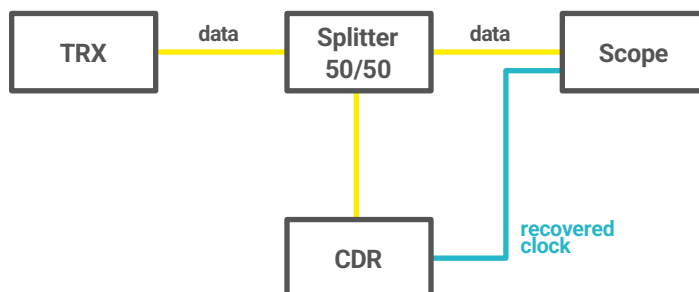 data
data
TRX
Splitter
50/50
Scope
recovered
clock
CDR